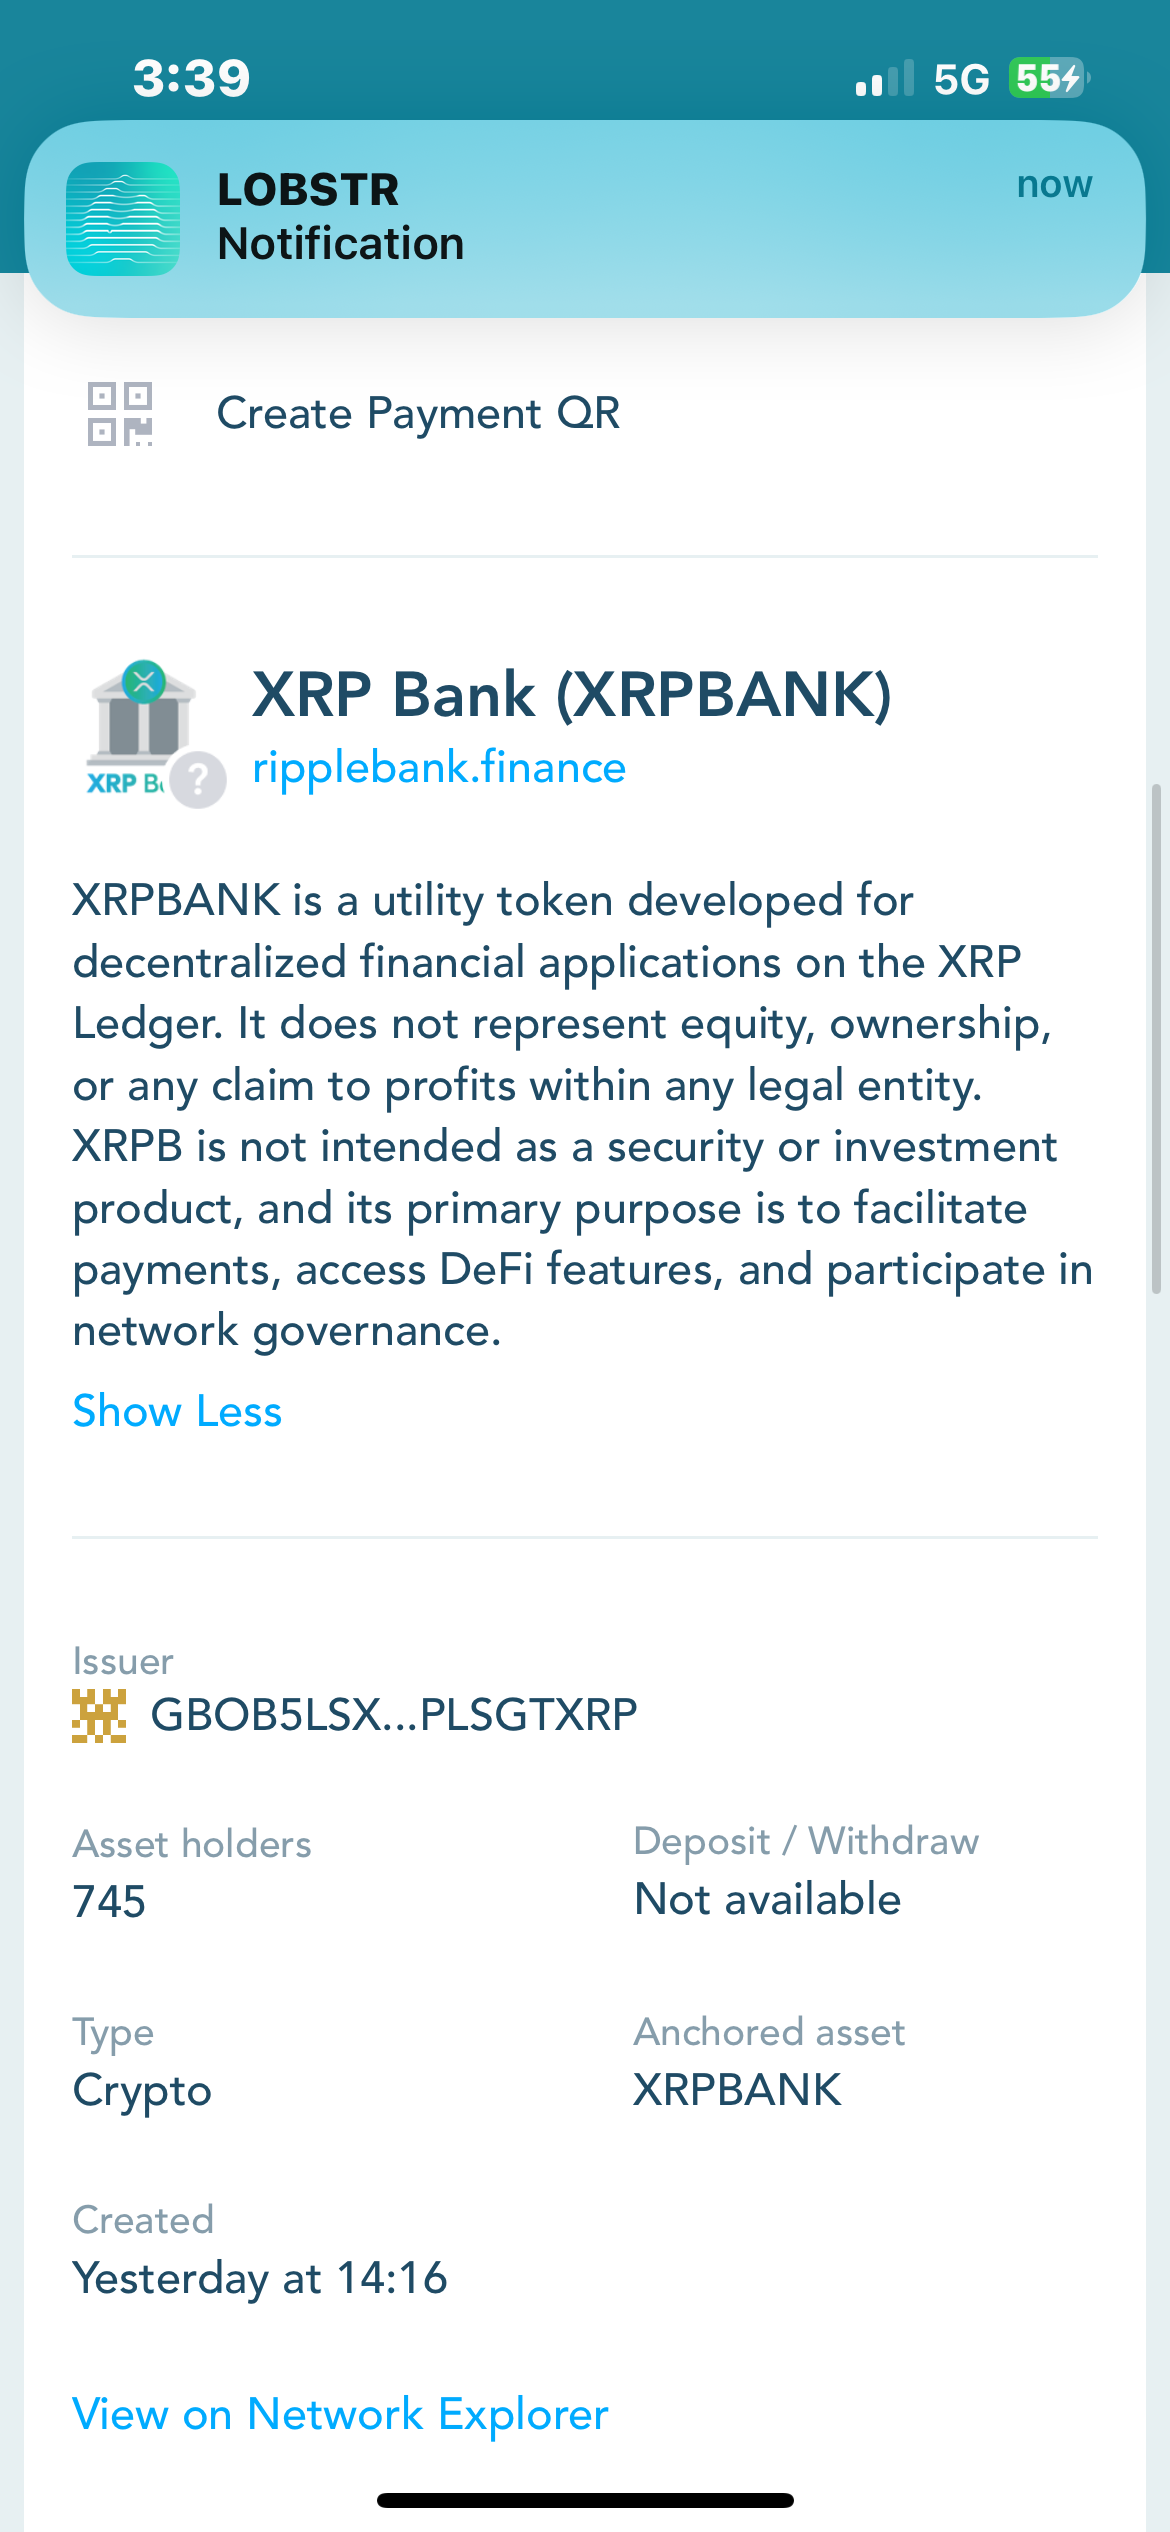 3:39
5G
55
LOBSTR
now
Notification
Create Payment QR
XRP
XRP Bank (XRPBANK)
ripplebank.finance
?
XRPBANK is a utility token developed for
decentralized financial applications on the XRP
Ledger. It does not represent equity, ownership,
or any claim to profits within any legal entity.
XRPB is not intended as a security or investment
product, and its primary purpose is to facilitate
payments, access DeFi features, and participate in
network governance.
Show Less
Issuer
GBOB5LSX...PLSGTXRP
Asset holders
745
Deposit / Withdraw
Not available
Type
Crypto
Anchored asset
XRPBANK
Created
Yesterday at 14:16
View on Network Explorer